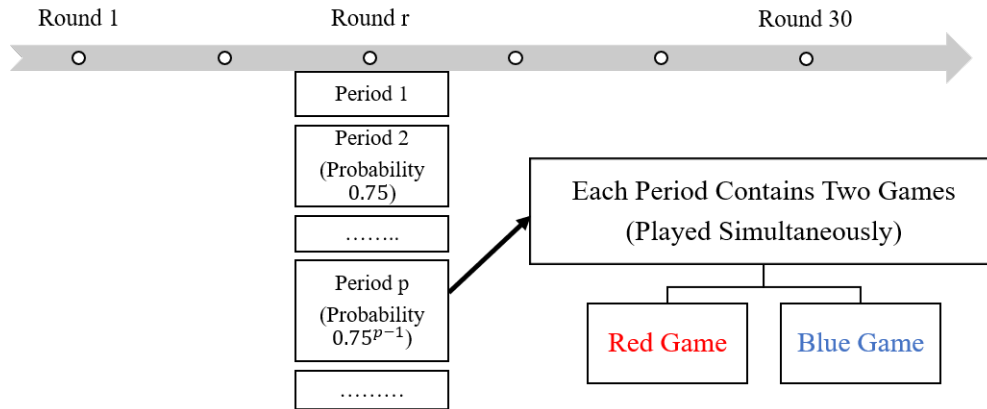 Round 1
Round r
Round 30
Period 1
Period 2
(Probability
0.75)
……..
Period p
(Probability
0.75^{p−1})
………
Each Period Contains Two Games
(Played Simultaneously)
Red Game
Blue Game